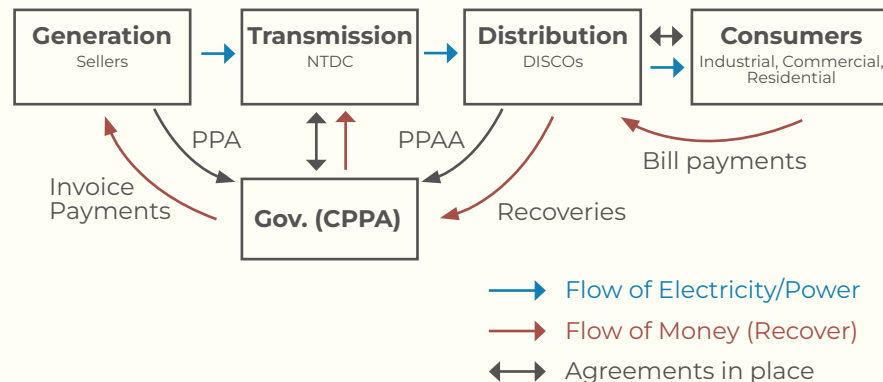 Generation
Sellers
Transmission
NTDC
Distribution
DISCOs
Consumers
Industrial, Commercial,
Residential
PPA
PPAA
Bill payments
Invoice
Payments
Gov. (CPPA)
Recoveries
Flow of Electricity/Power
Flow of Money (Recover)
Agreements in place